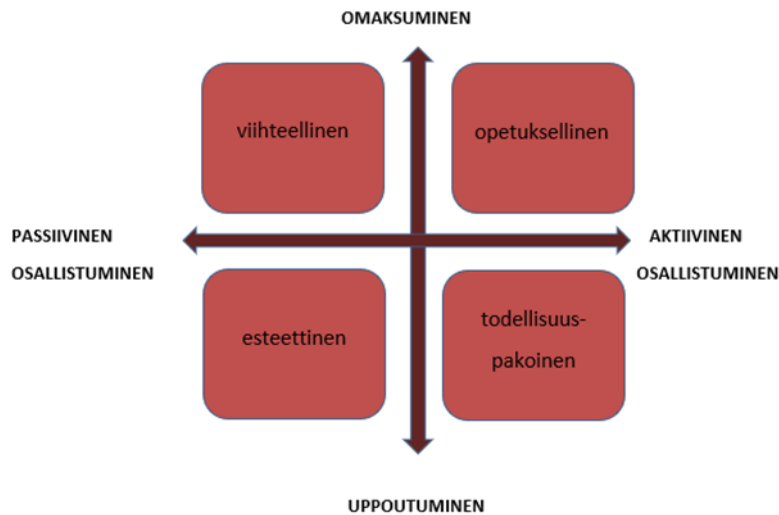 OMAKSUMINEN
viihteellinen
opetuksellinen
PASSIIVINEN
OSALLISTUMINEN
AKTIIVINEN
OSALLISTUMINEN
esteettinen
todellisuus-
pakoinen
UPPOUTUMINEN